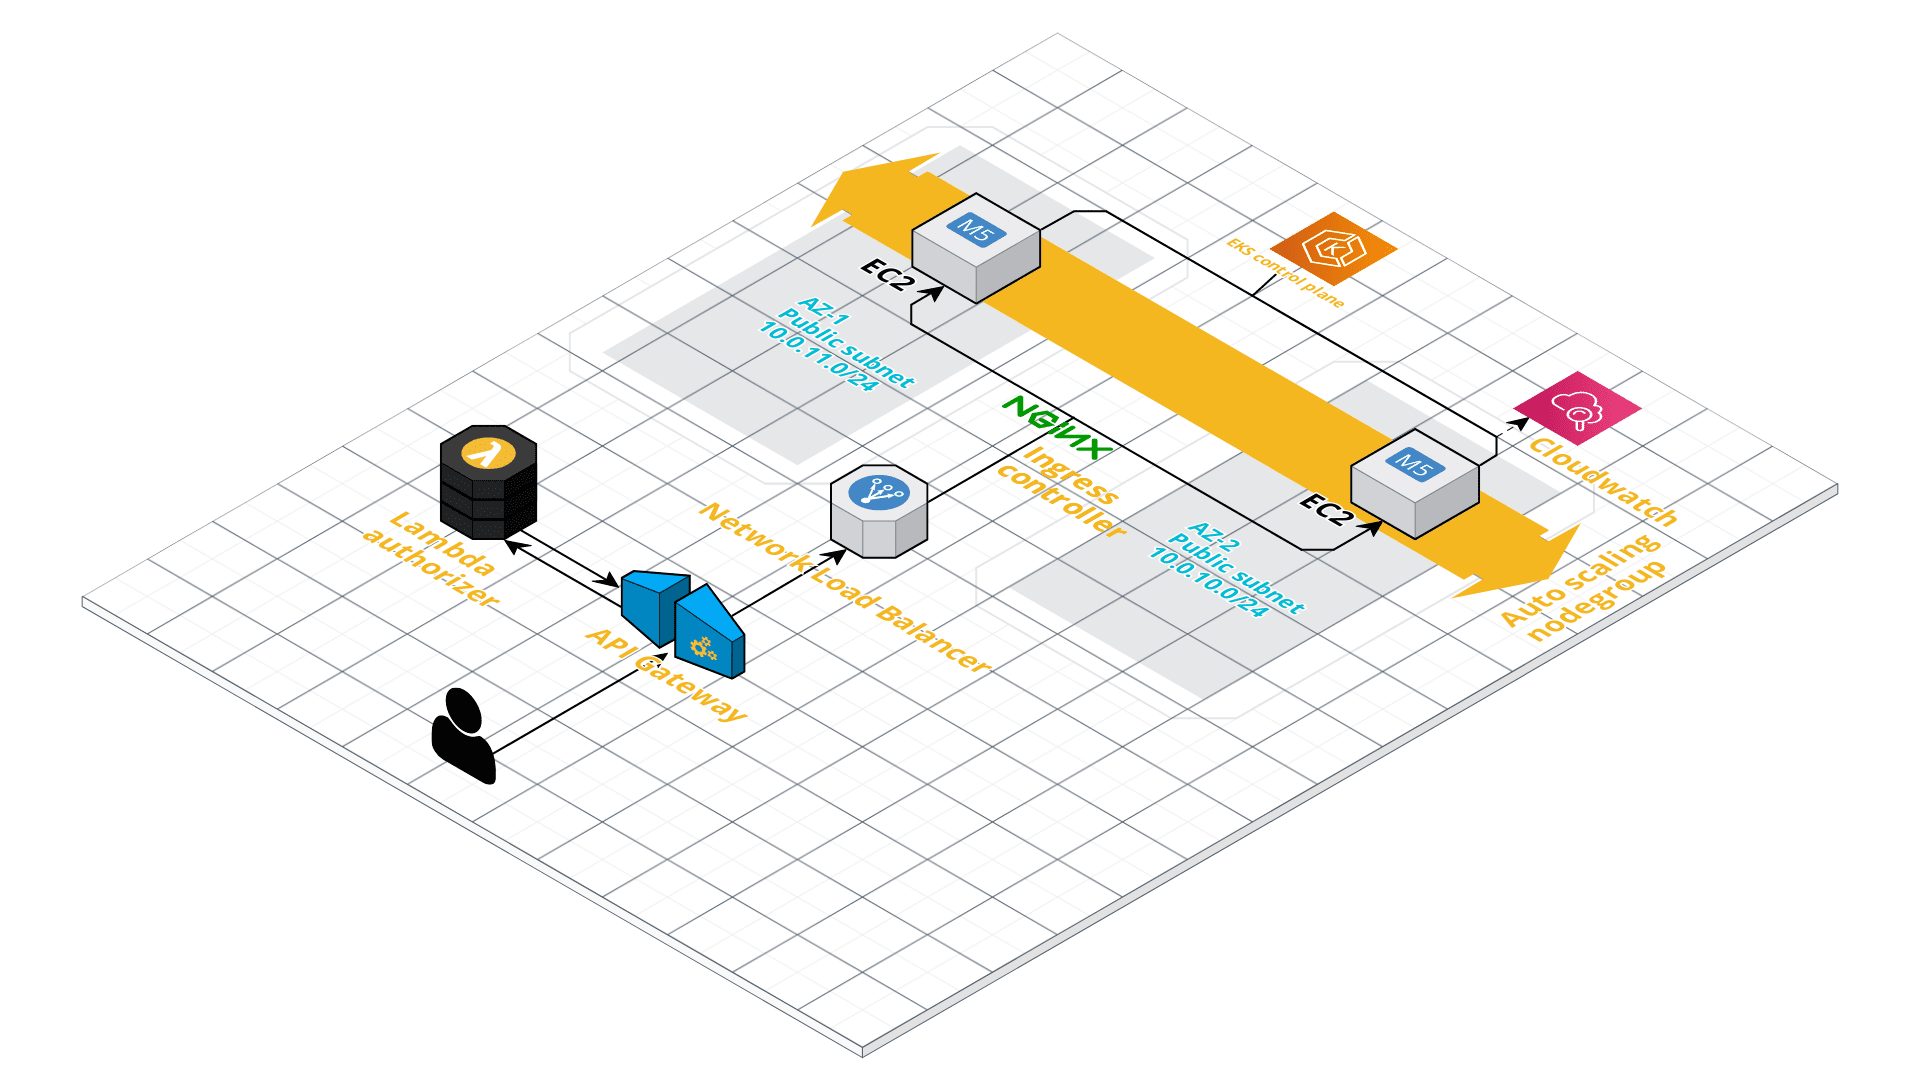 M5
EC2
AZ-1
Public subnet
10.0.11.0/24
EKS control plane
NGINX
Ingress
controller
Cloudwatch
M5
EC2
AZ-2
Public subnet
10.0.10.0/24
Auto scaling
nodegroup
Lambda
authorizer
Network Load Balancer
API Gateway
K